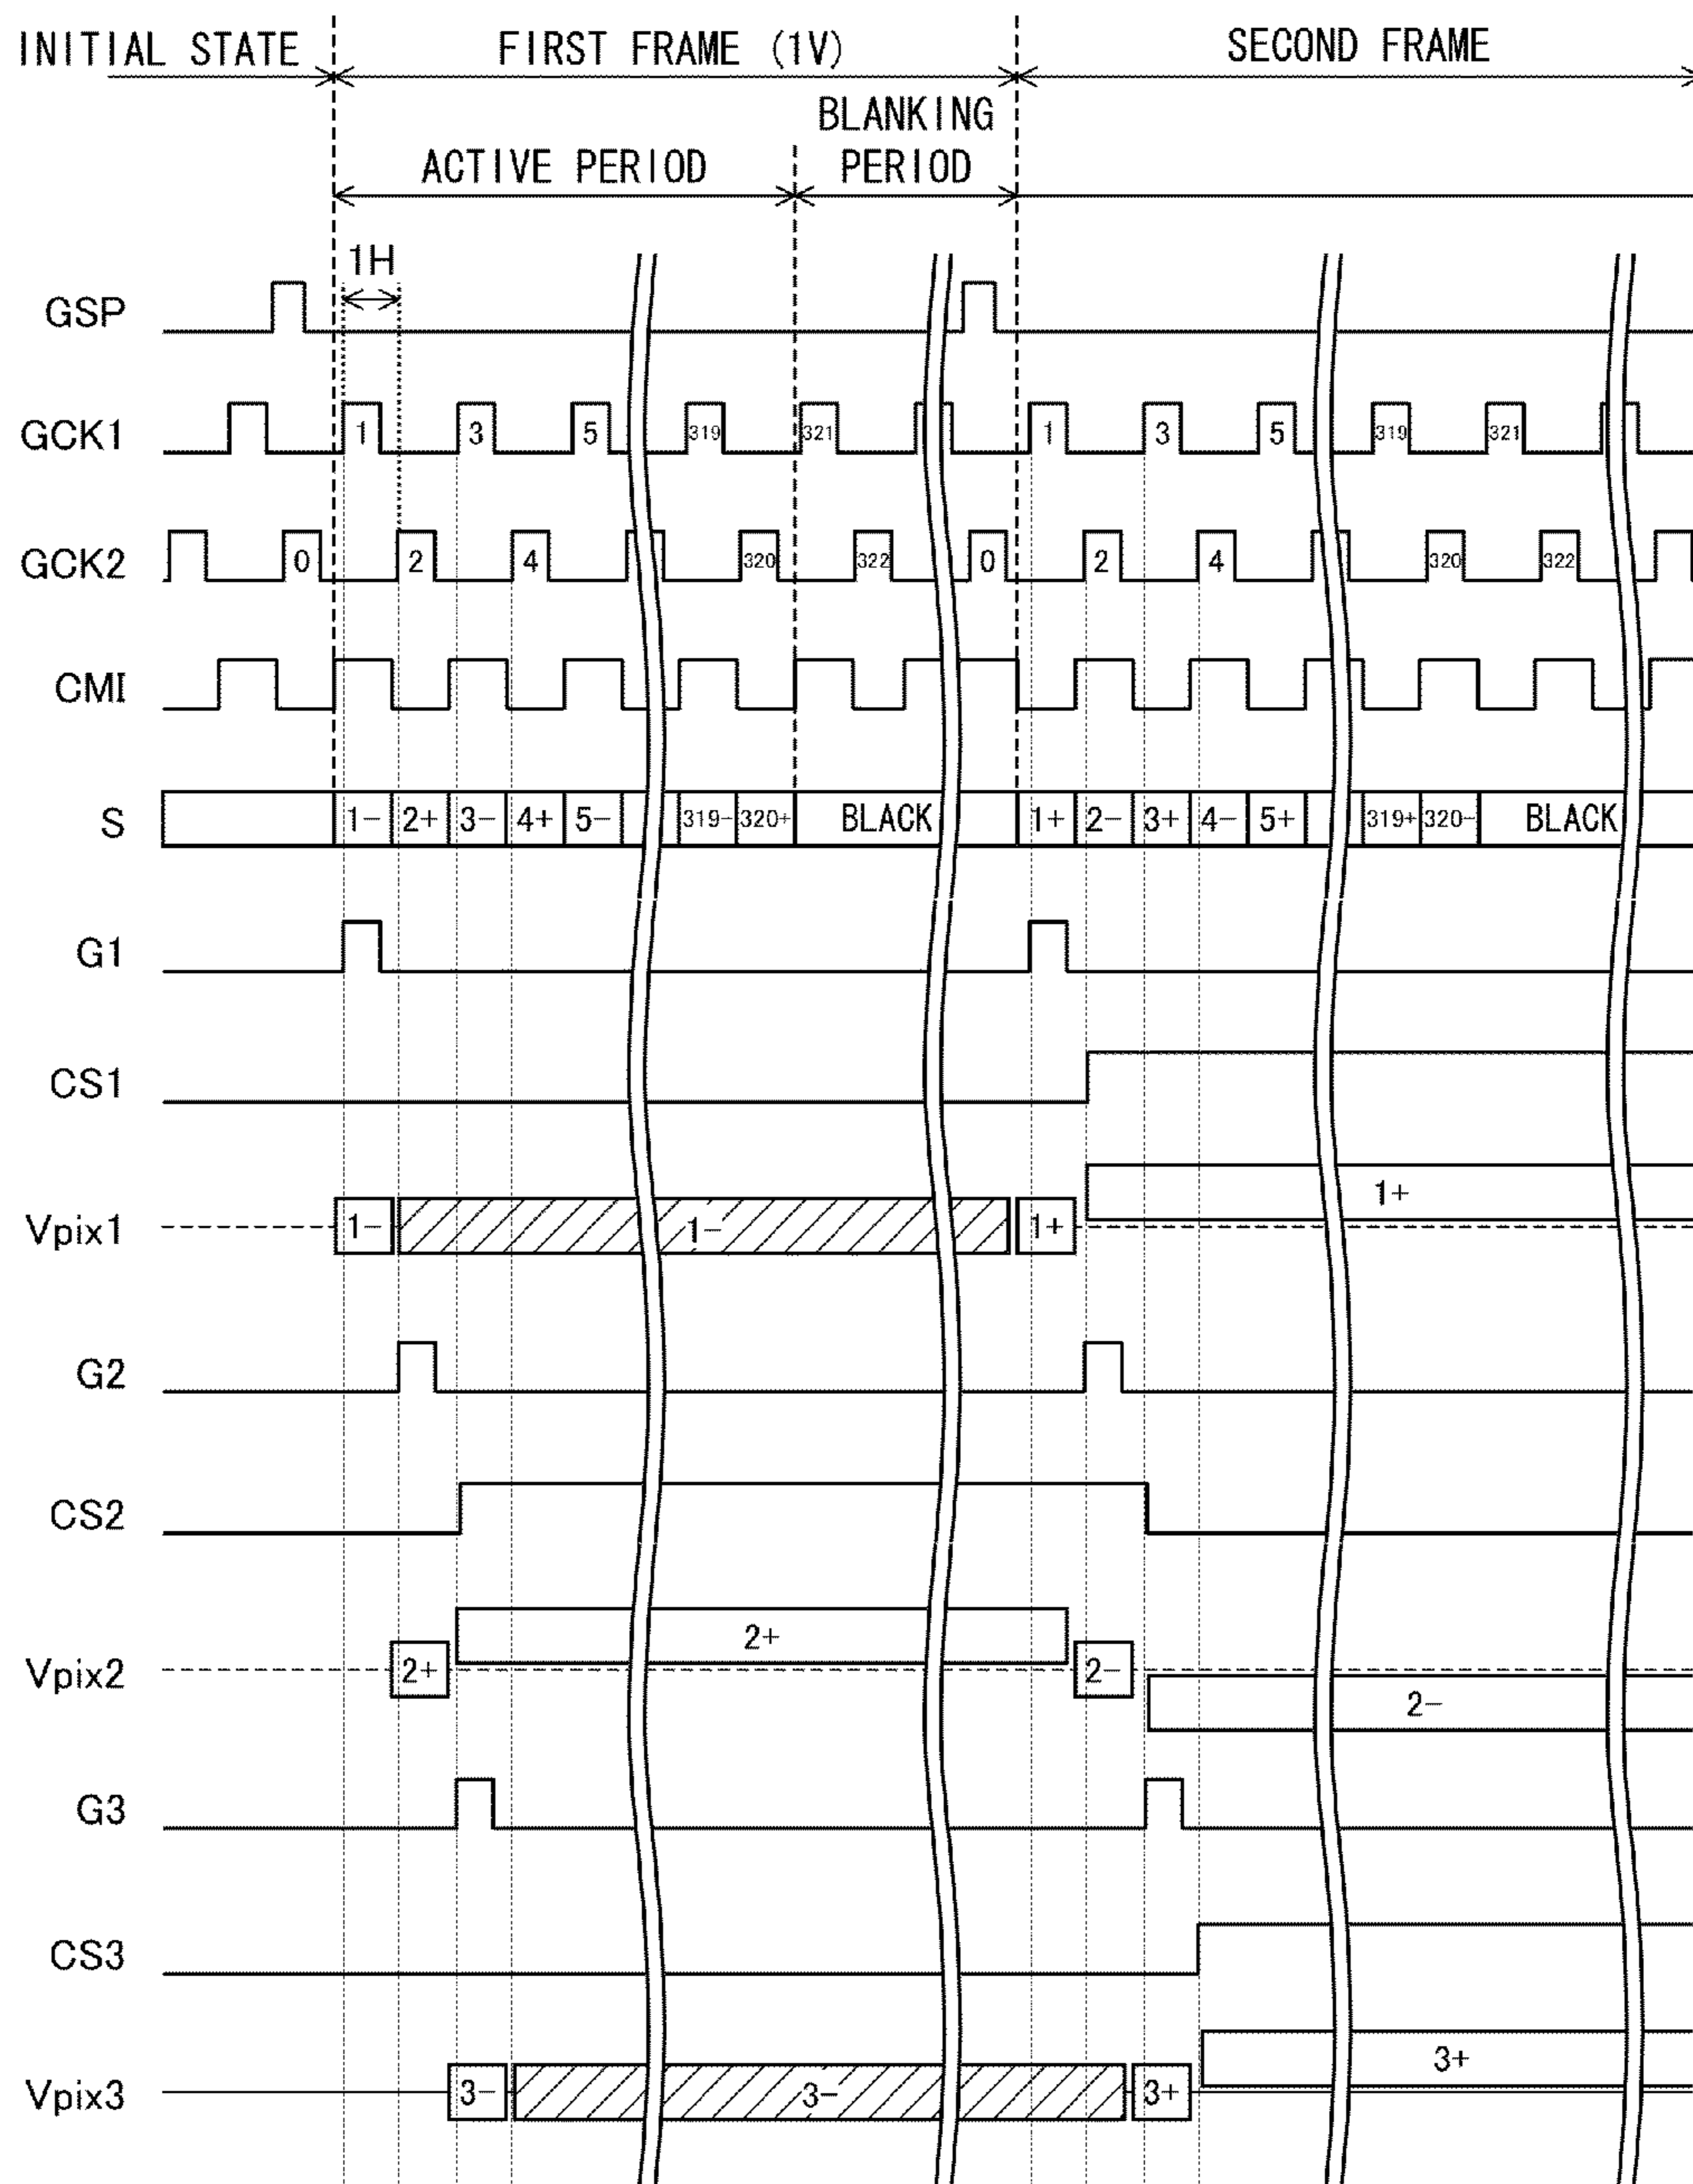 INITIAL STATE FIRST FRAME (1V) SECOND FRAME
BLANKING
ACTIVE PERIOD PERIOD
1H
GSP
GCK1 1 3 5 319 321 1 3 5 319 321
GCK2 0 2 4 320 322 0 2 4 320 322
CMI
S 1- 2+ 3- 4+ 5- 319- 320+ BLACK 1+ 2- 3+ 4- 5+ 319+ 320- BLACK
G1
CS1
Vpix1 1- 1- 1+ 1+
G2
CS2
Vpix2 2+ 2+ 2- 2-
G3
CS3
Vpix3 3- 3- 3+ 3+